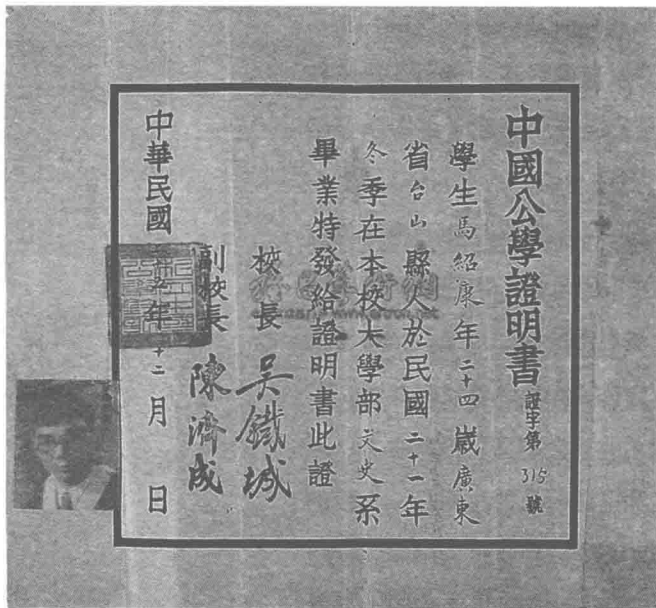 中國公學證明書 證字第 315 號
學生馬紹康年二十四歲廣東
省台山縣人於民國二十一年
冬季在本校大學部文史系
畢業特發給證明書此證
校長 吳鐵城
副校長 陳濟成
中華民國 年十二月 日